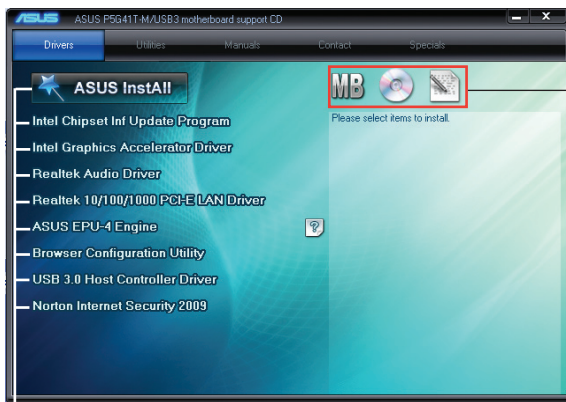 ASUS ASUS P5G41T-M/USB3 motherboard support CD
Drivers Utilities Manuals Contact Specials
ASUS InstAll
MB
Please select items to install.
Intel Chipset Inf Update Program
Intel Graphics Accelerator Driver
Realtek Audio Driver
Realtek 10/100/1000 PCI-E LAN Driver
ASUS EPU-4 Engine
?
Browser Configuration Utility
USB 3.0 Host Controller Driver
Norton Internet Security 2009